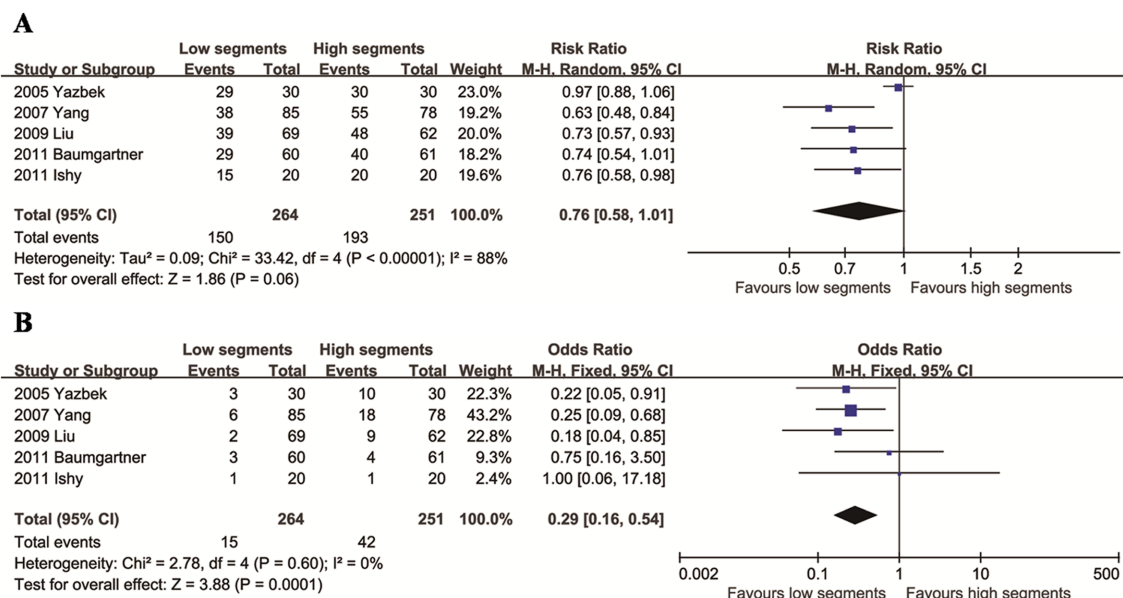 A
Low segments High segments Risk Ratio Risk Ratio
Study or Subgroup Events Total Events Total Weight M-H, Random, 95% CI M-H, Random, 95% CI
2005 Yazbek 29 30 30 30 23.0% 0.97 [0.88, 1.06]
2007 Yang 38 85 55 78 19.2% 0.63 [0.48, 0.84]
2009 Liu 39 69 48 62 20.0% 0.73 [0.57, 0.93]
2011 Baumgartner 29 60 40 61 18.2% 0.74 [0.54, 1.01]
2011 Ishy 15 20 20 20 19.6% 0.76 [0.58, 0.98]
Total (95% CI) 264 251 100.0% 0.76 [0.58, 1.01]
Total events 150 193
Heterogeneity: Tau² = 0.09; Chi² = 33.42, df = 4 (P < 0.00001); I² = 88%
Test for overall effect: Z = 1.86 (P = 0.06)
0.5 0.7 1 1.5 2
Favours low segments Favours high segments
B
Low segments High segments Odds Ratio Odds Ratio
Study or Subgroup Events Total Events Total Weight M-H, Fixed, 95% CI M-H, Fixed, 95% CI
2005 Yazbek 3 30 10 30 22.3% 0.22 [0.05, 0.91]
2007 Yang 6 85 18 78 43.2% 0.25 [0.09, 0.68]
2009 Liu 2 69 9 62 22.8% 0.18 [0.04, 0.85]
2011 Baumgartner 3 60 4 61 9.3% 0.75 [0.16, 3.50]
2011 Ishy 1 20 1 20 2.4% 1.00 [0.06, 17.18]
Total (95% CI) 264 251 100.0% 0.29 [0.16, 0.54]
Total events 15 42
Heterogeneity: Chi² = 2.78, df = 4 (P = 0.60); I² = 0%
Test for overall effect: Z = 3.88 (P = 0.0001)
0.002 0.1 1 10 500
Favours low segments Favours high segments